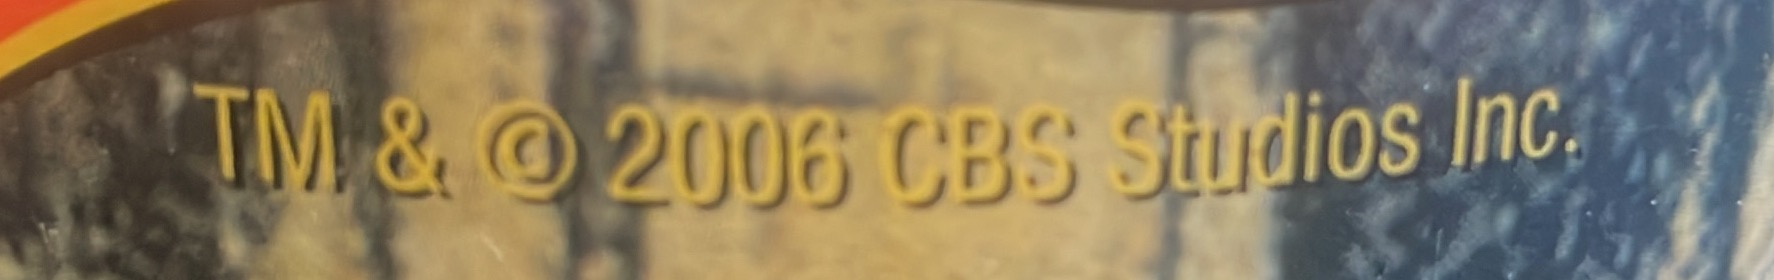 TM & © 2006 CBS Studios Inc.